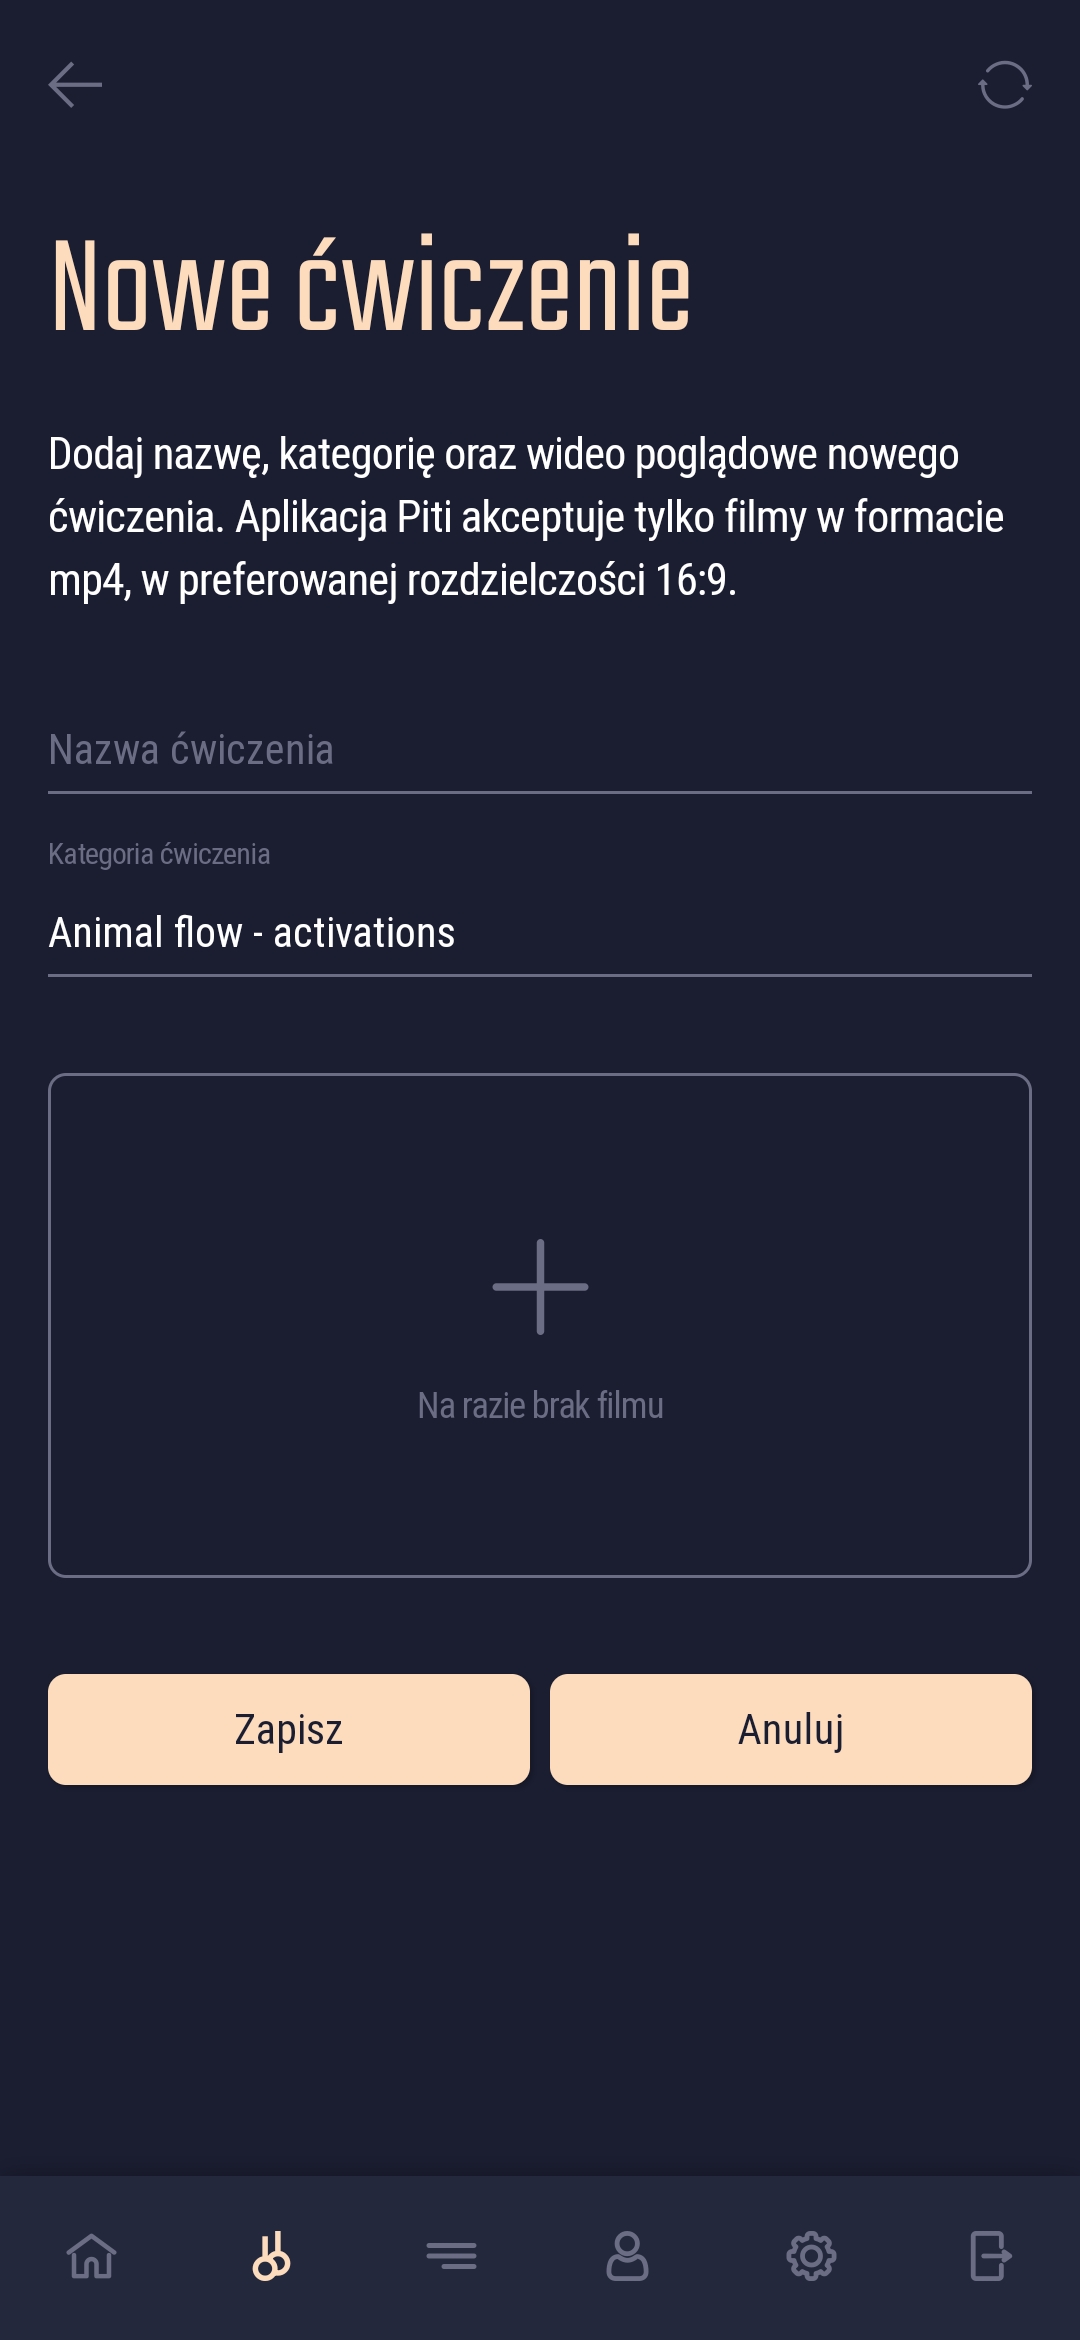 Nowe ćwiczenie
Dodaj nazwę, kategorię oraz wideo poglądowe nowego
ćwiczenia. Aplikacja Piti akceptuje tylko filmy w formacie
mp4, w preferowanej rozdzielczości 16:9.
Nazwa ćwiczenia
Kategoria ćwiczenia
Animal flow - activations
Na razie brak filmu
Zapisz
Anuluj